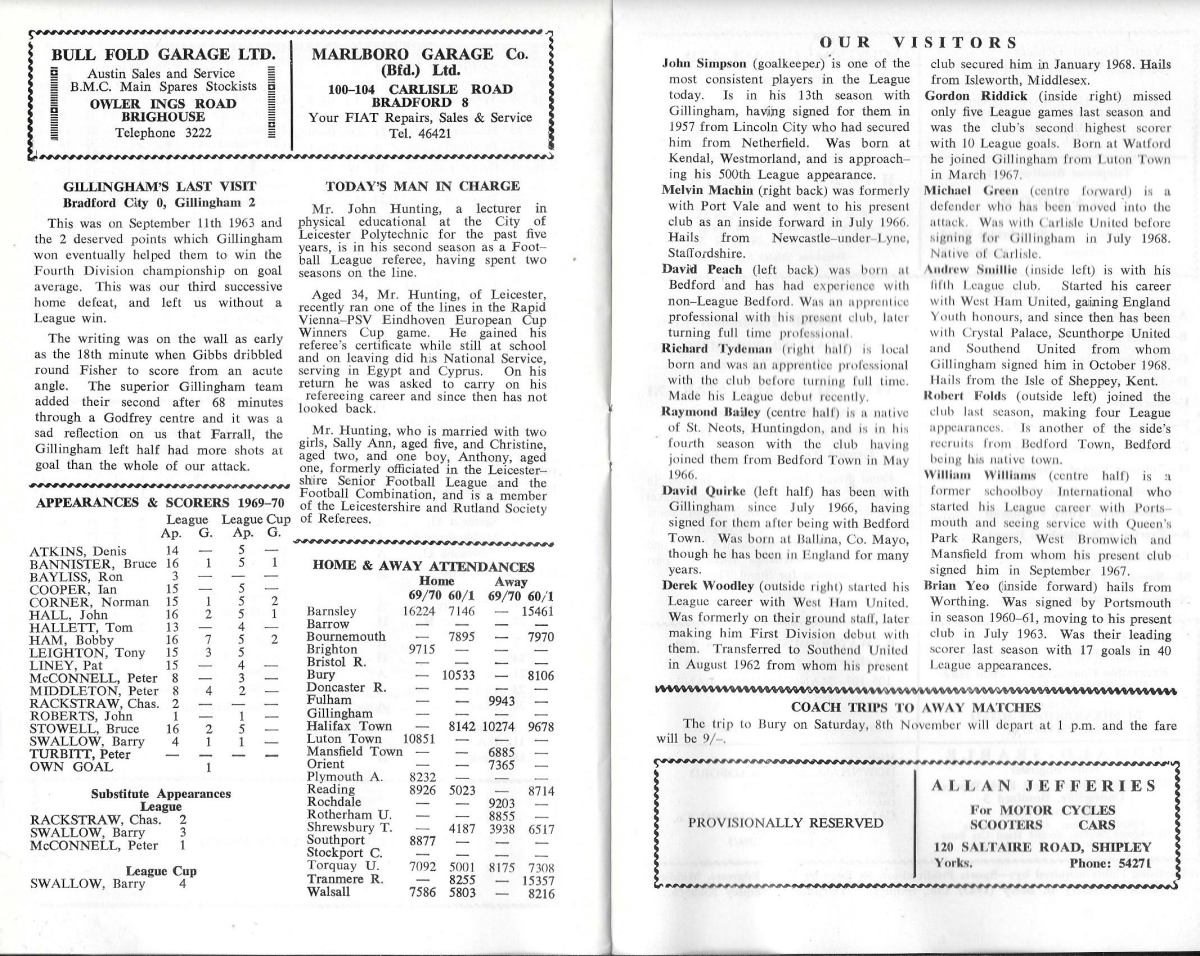 BULL FOLD GARAGE LTD.
Austin Sales and Service
B.M.C. Main Spares Stockists
OWLER INGS ROAD
BRIGHOUSE
Telephone 3222
MARLBORO GARAGE Co.
(Bfd.) Ltd.
100–104 CARLISLE ROAD
BRADFORD 8
Your FIAT Repairs, Sales & Service
Tel. 46421
GILLINGHAM'S LAST VISIT
Bradford City 0, Gillingham 2
This was on September 11th 1963 and
the 2 deserved points which Gillingham
won eventually helped them to win the
Fourth Division championship on goal
average. This was our third successive
home defeat, and left us without a
League win.
The writing was on the wall as early
as the 18th minute when Gibbs dribbled
round Fisher to score from an acute
angle. The superior Gillingham team
added their second after 68 minutes
through a Godfrey centre and it was a
sad reflection on us that Farrall, the
Gillingham left half had more shots at
goal than the whole of our attack.
APPEARANCES & SCORERS 1969–70
League League Cup
Ap. G. Ap. G.
ATKINS, Denis 14 — 5 —
BANNISTER, Bruce 16 1 5 1
BAYLISS, Ron 3 — — —
COOPER, Ian 15 — 5 —
CORNER, Norman 15 1 5 2
HALL, John 16 2 5 1
HALLETT, Tom 13 — 4 —
HAM, Bobby 16 7 5 2
LEIGHTON, Tony 15 3 5
LINEY, Pat 15 — 4 —
McCONNELL, Peter 8 — 3 —
MIDDLETON, Peter 8 4 2 —
RACKSTRAW, Chas. 2 — — —
ROBERTS, John 1 — 1 —
STOWELL, Bruce 16 2 5 —
SWALLOW, Barry 4 1 1 —
TURBITT, Peter — — — —
OWN GOAL 1
Substitute Appearances
League
RACKSTRAW, Chas. 2
SWALLOW, Barry 3
McCONNELL, Peter 1
League Cup
SWALLOW, Barry 4
TODAY'S MAN IN CHARGE
Mr. John Hunting, a lecturer in
physical educational at the City of
Leicester Polytechnic for the past five
years, is in his second season as a Foot–
ball League referee, having spent two
seasons on the line.
Aged 34, Mr. Hunting, of Leicester,
recently ran one of the lines in the Rapid
Vienna–PSV Eindhoven European Cup
Winners Cup game. He gained his
referee's certificate while still at school
and on leaving did his National Service,
serving in Egypt and Cyprus. On his
return he was asked to carry on his
refereeing career and since then has not
looked back.
Mr. Hunting, who is married with two
girls, Sally Ann, aged five, and Christine,
aged two, and one boy, Anthony, aged
one, formerly officiated in the Leicester–
shire Senior Football League and the
Football Combination, and is a member
of the Leicestershire and Rutland Society
of Referees.
HOME & AWAY ATTENDANCES
Home Away
69/70 60/1 69/70 60/1
Barnsley 16224 7146 — 15461
Barrow — — — —
Bournemouth — 7895 — 7970
Brighton 9715 — — —
Bristol R. — — — —
Bury — 10533 — 8106
Doncaster R. — — — —
Fulham — — 9943 —
Gillingham — — — —
Halifax Town — 8142 10274 9678
Luton Town 10851 — — —
Mansfield Town — — 6885 —
Orient — — 7365 —
Plymouth A. 8232 — — —
Reading 8926 5023 — 8714
Rochdale — — 9203 —
Rotherham U. — — 8855 —
Shrewsbury T. — 4187 3938 6517
Southport 8877 — — —
Stockport C. — — — —
Torquay U. 7092 5001 8175 7308
Tranmere R. — 8255 — 15357
Walsall 7586 5803 — 8216
OUR VISITORS
John Simpson (goalkeeper) is one of the
most consistent players in the League
today. Is in his 13th season with
Gillingham, having signed for them in
1957 from Lincoln City who had secured
him from Netherfield. Was born at
Kendal, Westmorland, and is approach–
ing his 500th League appearance.
Melvin Machin (right back) was formerly
with Port Vale and went to his present
club as an inside forward in July 1966.
Hails from Newcastle–under–Lyne,
Staffordshire.
David Peach (left back) was born at
Bedford and has had experience with
non–League Bedford. Was an apprentice
professional with his present club, later
turning full time professional.
Richard Tydeman (right half) is local
born and was an apprentice professional
with the club before turning full time.
Made his League debut recently.
Raymond Bailey (centre half) is a native
of St. Neots, Huntingdon, and is in his
fourth season with the club having
joined them from Bedford Town in May
1966.
David Quirke (left half) has been with
Gillingham since July 1966, having
signed for them after being with Bedford
Town. Was born at Ballina, Co. Mayo,
though he has been in England for many
years.
Derek Woodley (outside right) started his
League career with West Ham United.
Was formerly on their ground staff, later
making him First Division debut with
them. Transferred to Southend United
in August 1962 from whom his present
club secured him in January 1968. Hails
from Isleworth, Middlesex.
Gordon Riddick (inside right) missed
only five League games last season and
was the club's second highest scorer
with 10 League goals. Born at Watford
he joined Gillingham from Luton Town
in March 1967.
Michael Green (centre forward) is a
defender who has been moved into the
attack. Was with Carlisle United before
signing for Gillingham in July 1968.
Native of Carlisle.
Andrew Smillie (inside left) is with his
fifth League club. Started his career
with West Ham United, gaining England
Youth honours, and since then has been
with Crystal Palace, Scunthorpe United
and Southend United from whom
Gillingham signed him in October 1968.
Hails from the Isle of Sheppey, Kent.
Robert Folds (outside left) joined the
club last season, making four League
appearances. Is another of the side's
recruits from Bedford Town, Bedford
being his native town.
William Williams (centre half) is a
former schoolboy International who
started his League career with Ports–
mouth and seeing service with Queen's
Park Rangers, West Bromwich and
Mansfield from whom his present club
signed him in September 1967.
Brian Yeo (inside forward) hails from
Worthing. Was signed by Portsmouth
in season 1960–61, moving to his present
club in July 1963. Was their leading
scorer last season with 17 goals in 40
League appearances.
COACH TRIPS TO AWAY MATCHES
The trip to Bury on Saturday, 8th November will depart at 1 p.m. and the fare
will be 9/–.
PROVISIONALLY RESERVED
ALLAN JEFFERIES
For MOTOR CYCLES
SCOOTERS CARS
120 SALTAIRE ROAD, SHIPLEY
Yorks. Phone: 54271